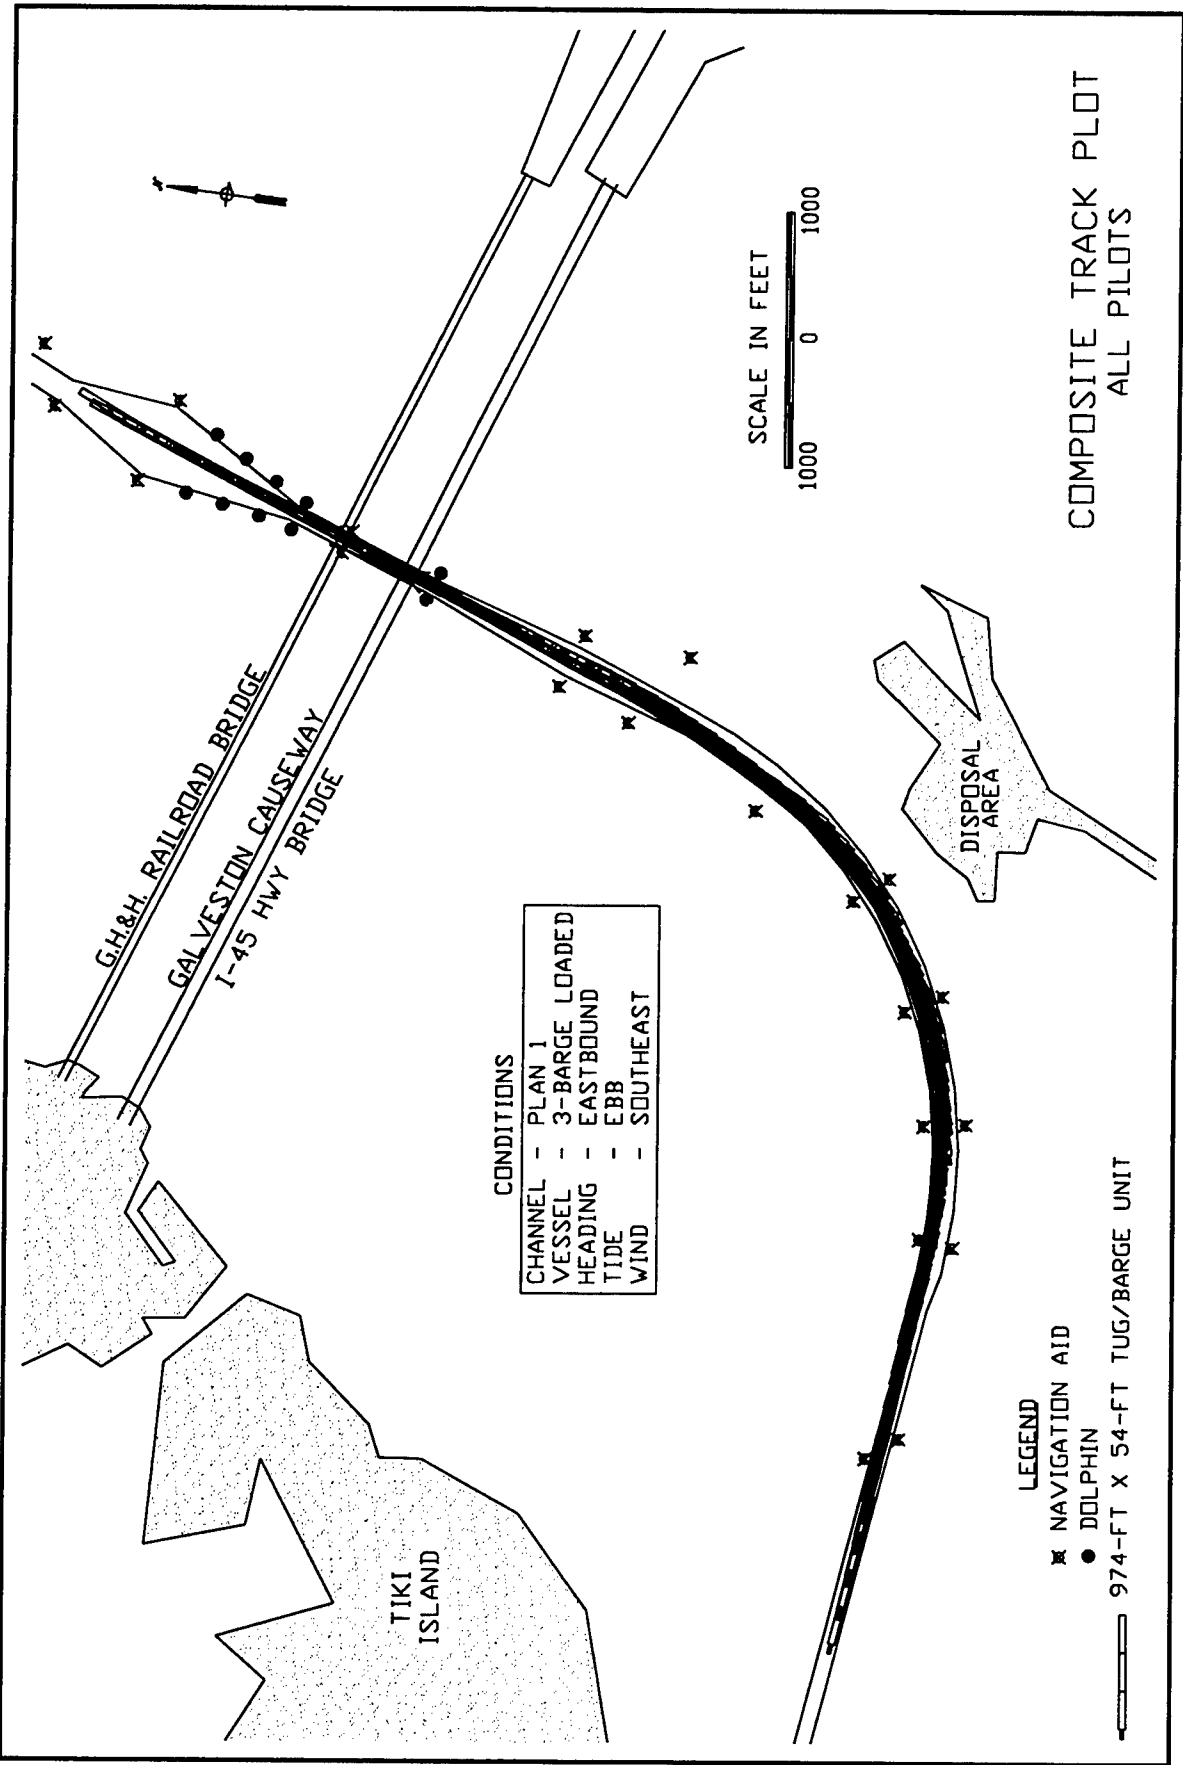 G.H.&H. RAILROAD BRIDGE
GALVESTON CAUSEWAY
I-45 HWY BRIDGE
TIKI
ISLAND
CONDITIONS
CHANNEL - PLAN 1
VESSEL - 3-BARGE LOADED
HEADING - EASTBOUND
TIDE - EBB
WIND - SOUTHEAST
SCALE IN FEET
1000 0 1000
DISPOSAL
AREA
LEGEND
NAVIGATION AID
DOLPHIN
974-FT X 54-FT TUG/BARGE UNIT
COMPOSITE TRACK PLOT
ALL PILOTS